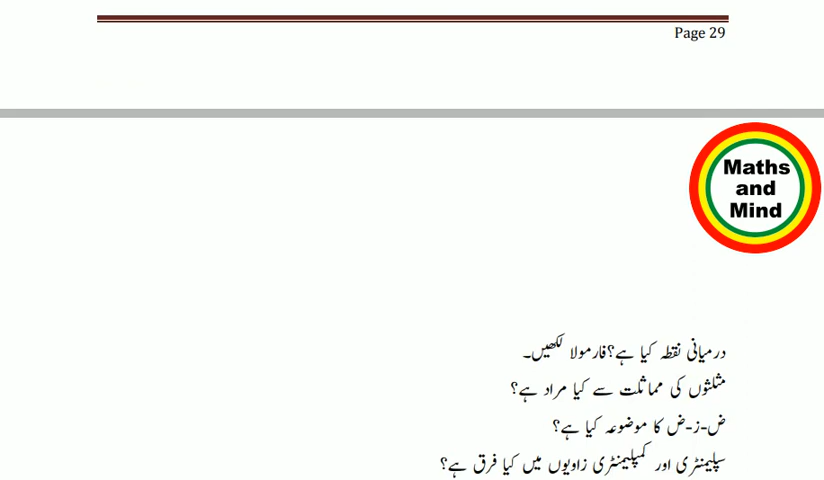 Page 29
Maths
and
Mind
درمیانی نقطہ کیا ہے؟فارمولا لکھیں۔
مثلثوں کی مماثلت سے کیا مراد ہے؟
ض-ز-ض کا موضوعہ کیا ہے؟
سپلیمنٹری اور کمپلیمنٹری زاویوں میں کیا فرق ہے؟